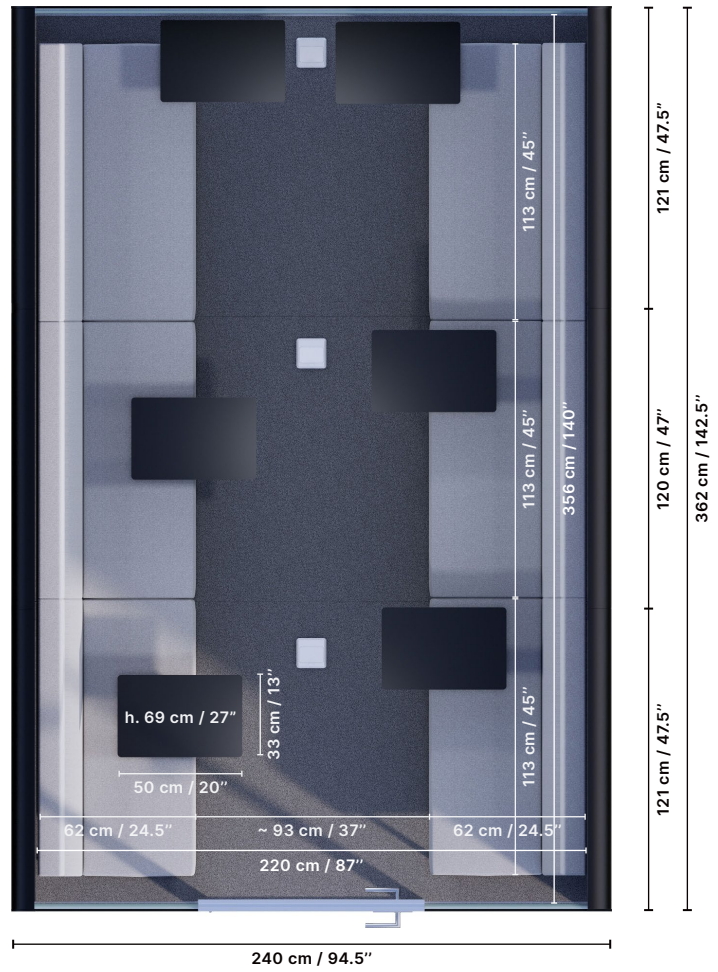 121 cm / 47.5”
113 cm / 45”
356 cm / 140”
120 cm / 47”
362 cm / 142.5”
113 cm / 45”
113 cm / 45”
121 cm / 47.5”
h. 69 cm / 27”
33 cm / 13”
50 cm / 20”
62 cm / 24.5”
~ 93 cm / 37”
62 cm / 24.5”
220 cm / 87”
240 cm / 94.5”